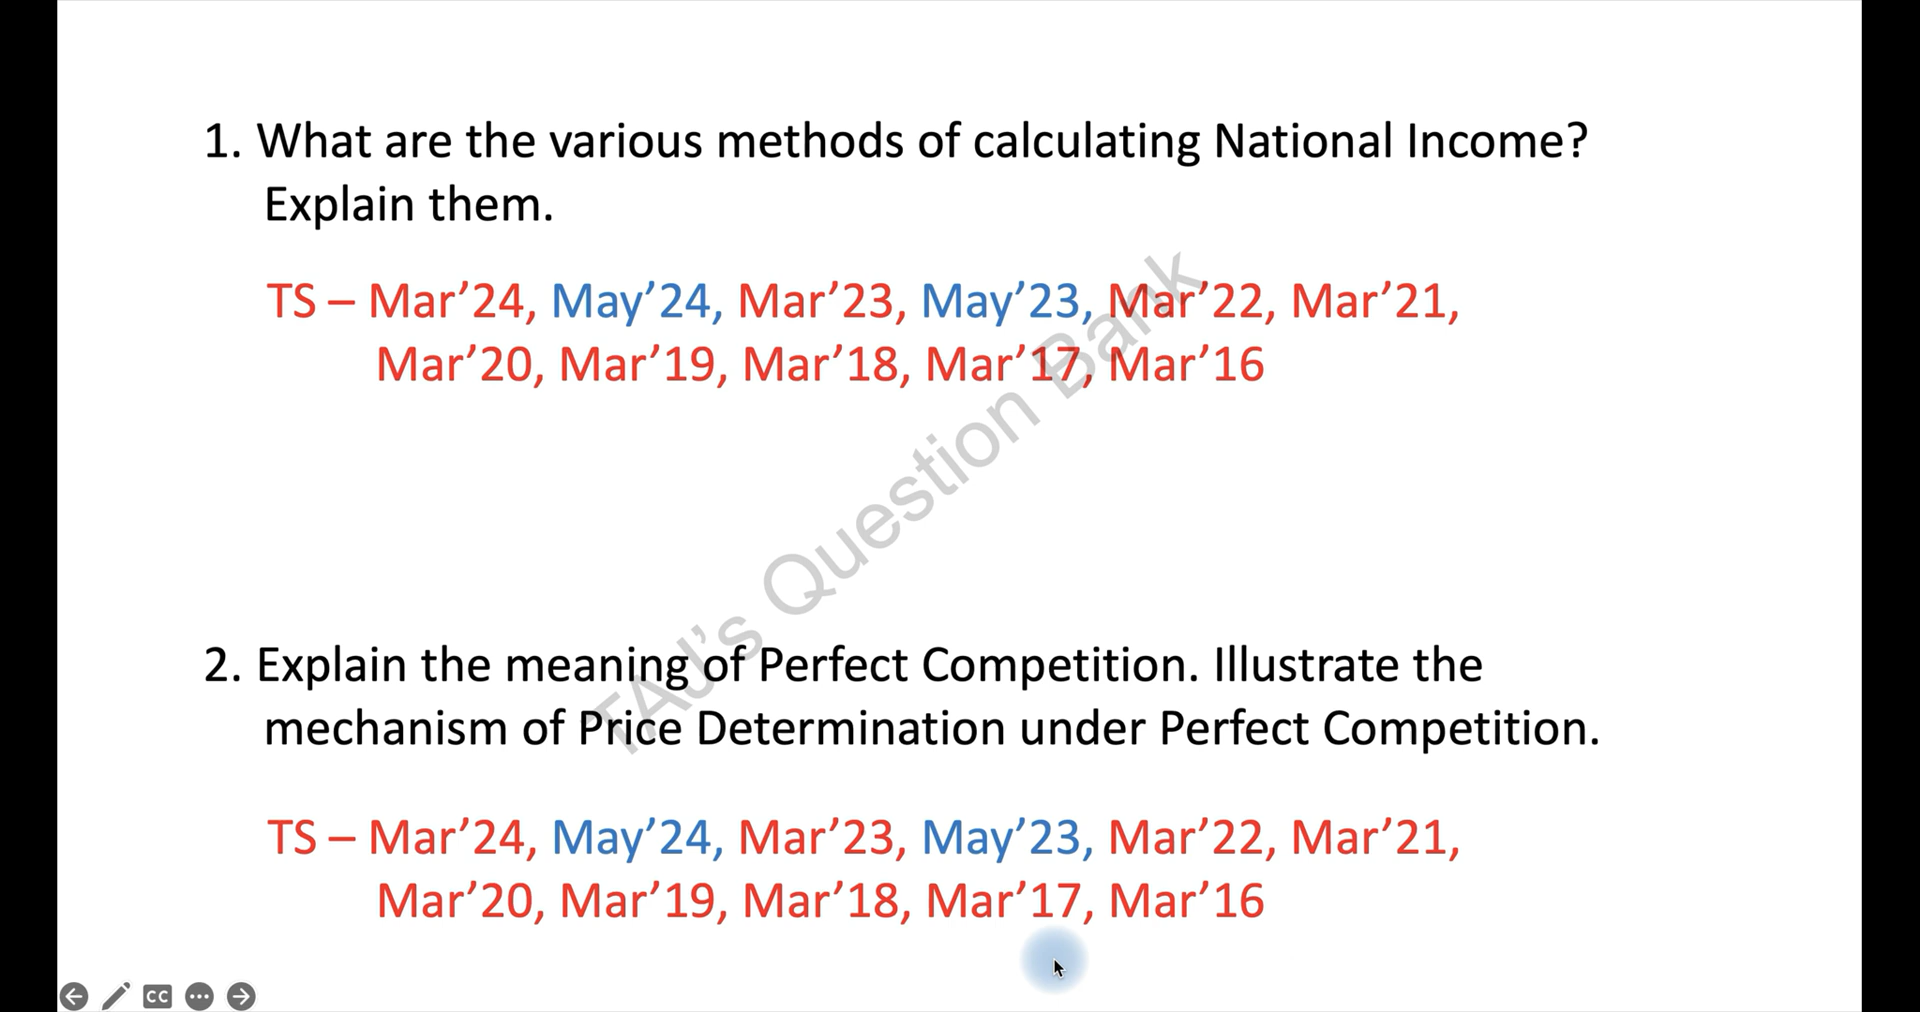 1. What are the various methods of calculating National Income?
Explain them.
TS – Mar’24, May’24, Mar’23, May’23, Mar’22, Mar’21,
Mar’20, Mar’19, Mar’18, Mar’17, Mar’16
TAJ’s Question Bank
2. Explain the meaning of Perfect Competition. Illustrate the
mechanism of Price Determination under Perfect Competition.
TS – Mar’24, May’24, Mar’23, May’23, Mar’22, Mar’21,
Mar’20, Mar’19, Mar’18, Mar’17, Mar’16
CC